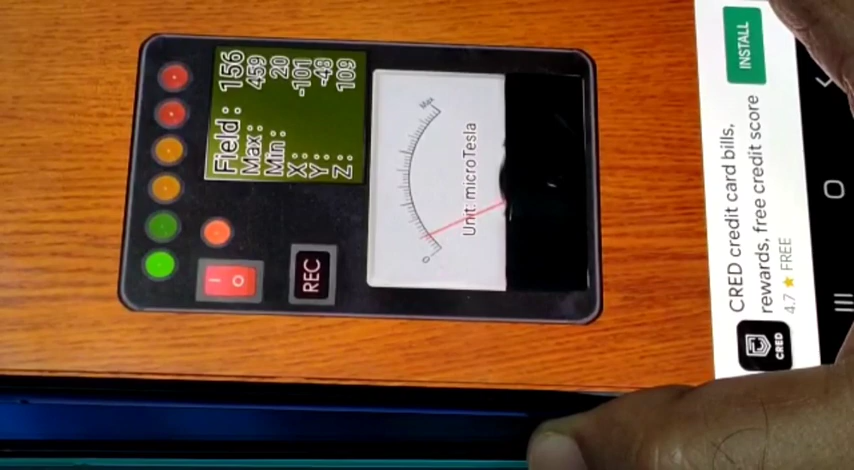 Field : 156
Max : 459
Min : 20
X : -101
Y : -48
Z : 109
REC
0
Max
Unit: microTesla
CRED credit card bills,
rewards, free credit score
4.7 ★ FREE
INSTALL
CRED